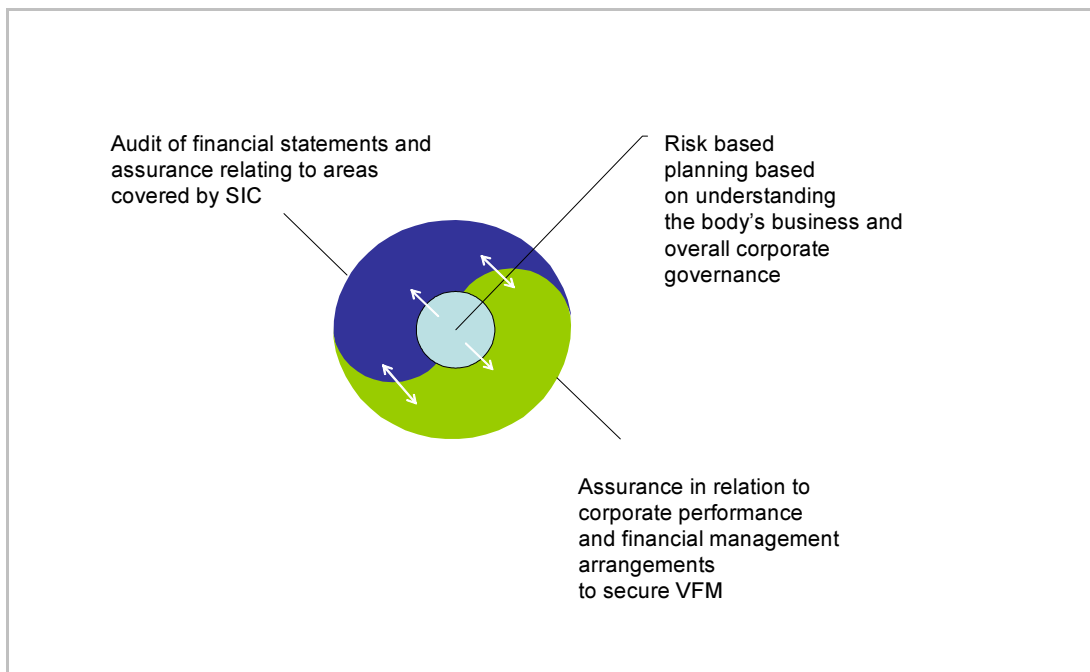 Audit of financial statements and
assurance relating to areas
covered by SIC
Risk based
planning based
on understanding
the body's business and
overall corporate
governance
Assurance in relation to
corporate performance
and financial management
arrangements
to secure VFM